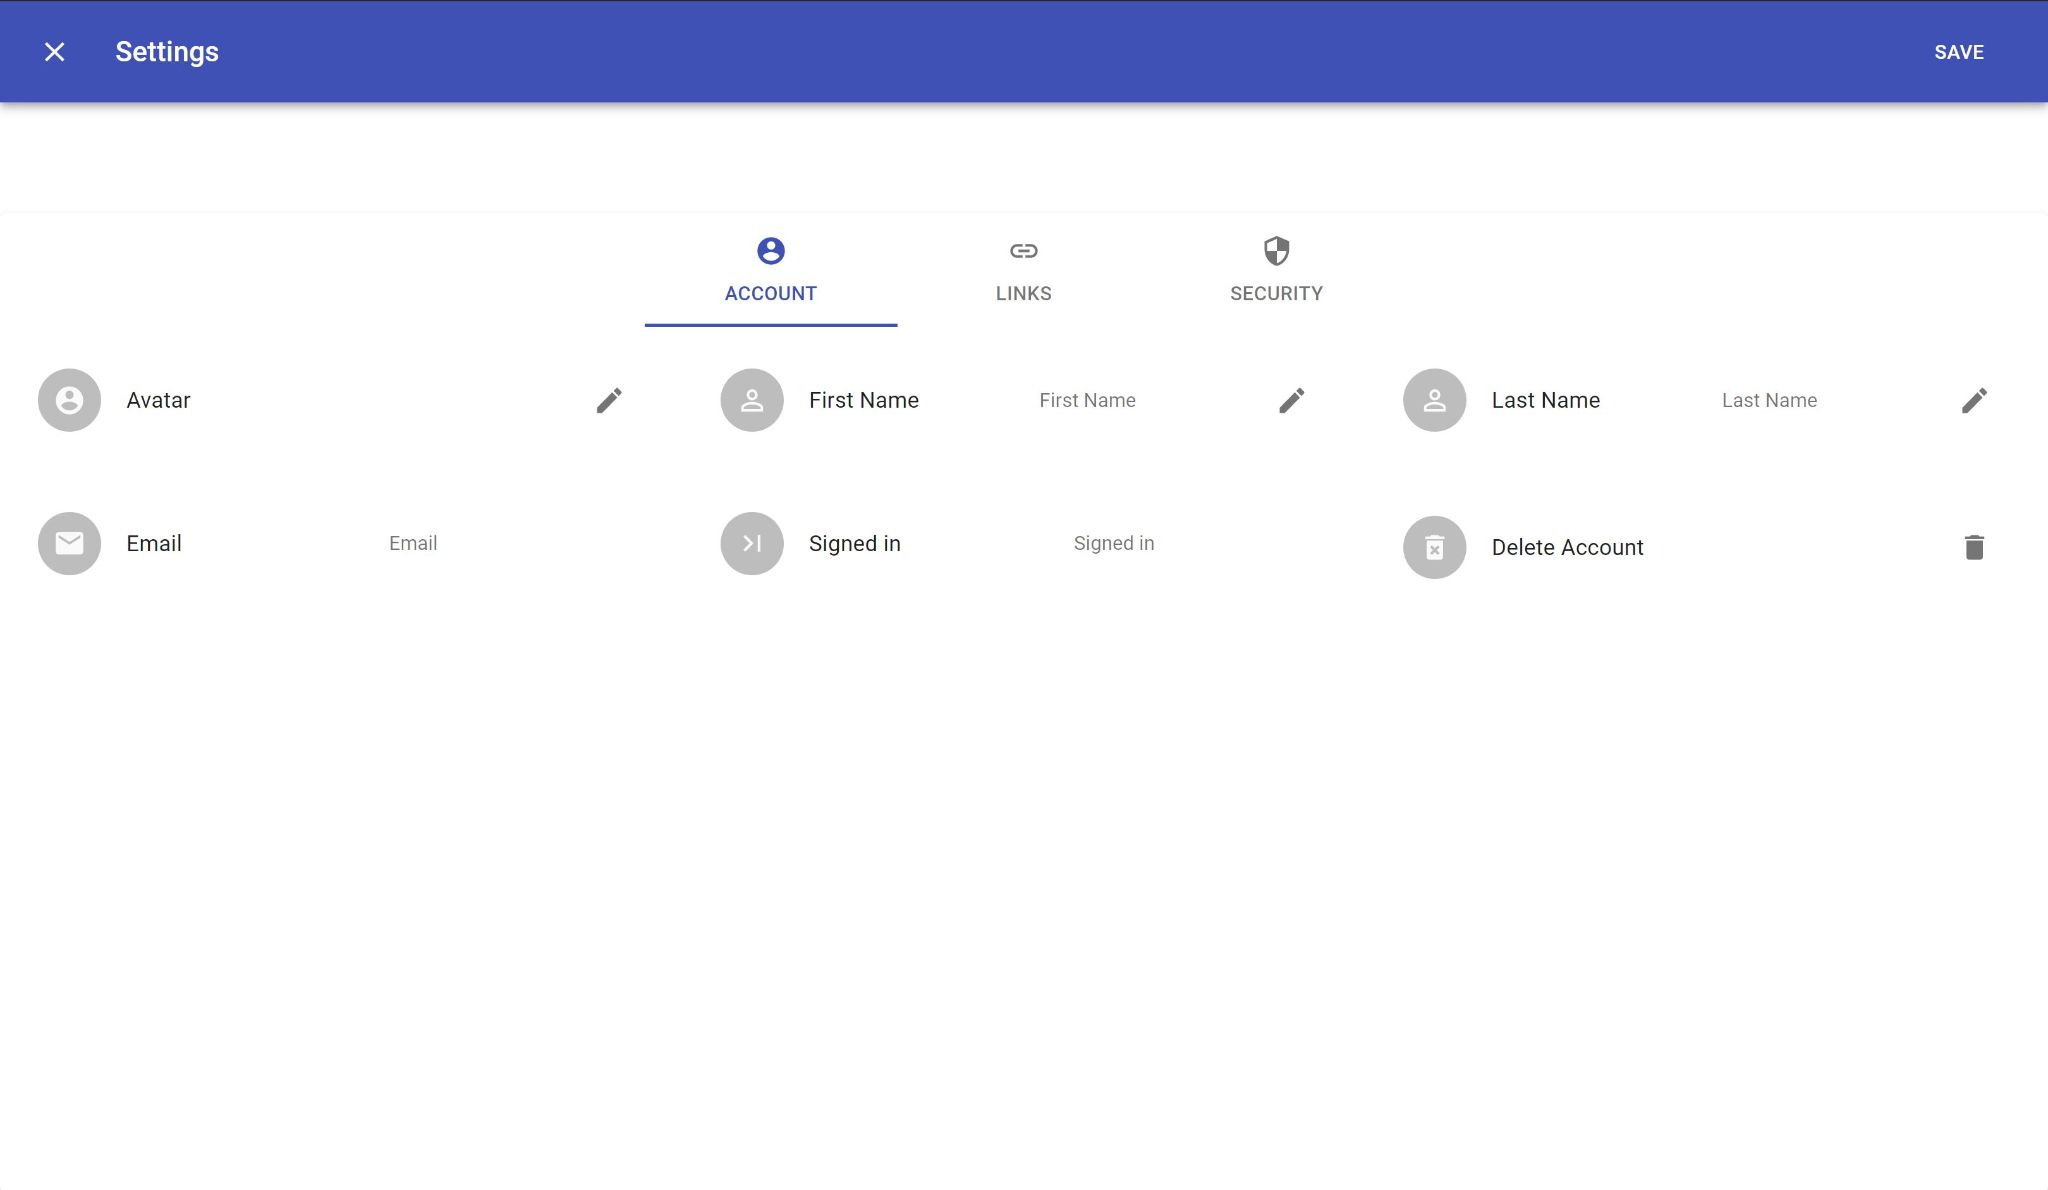 Settings
SAVE
ACCOUNT
LINKS
SECURITY
Avatar
First Name First Name
Last Name Last Name
Email Email
Signed in Signed in
Delete Account